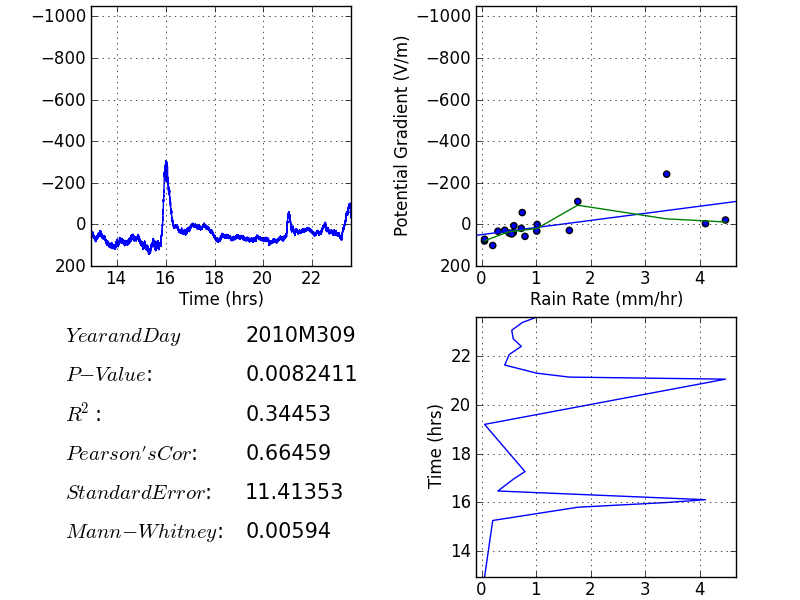 −1000
−800
−600
−400
−200
0
200
14 16 18 20 22
Time (hrs)
Potential Gradient (V/m)
−1000
−800
−600
−400
−200
0
200
0 1 2 3 4
Rain Rate (mm/hr)
YearandDay 2010M309
P−Value: 0.0082411
R²: 0.34453
Pearson'sCor: 0.66459
StandardError: 11.41353
Mann−Whitney: 0.00594
Time (hrs)
22
20
18
16
14
0 1 2 3 4